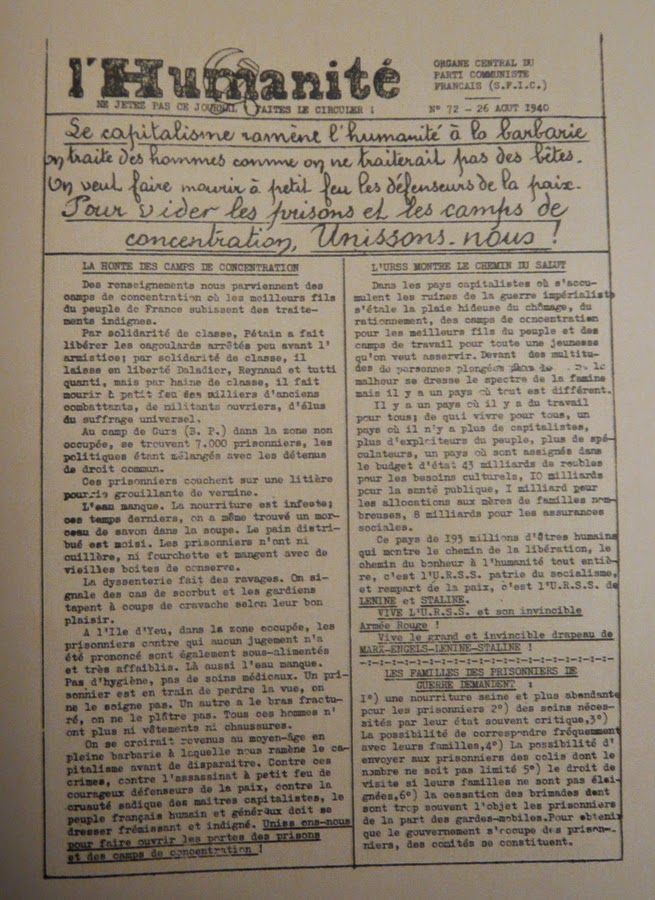 l'Humanité
ORGANE CENTRAL DU
PARTI COMMUNISTE
FRANCAIS (S.F.I.C.)
NE JETEZ PAS CE JOURNAL FAITES LE CIRCULER !
N° 72 - 26 AOUT 1940
Le capitalisme ramène l'humanité à la barbarie
on traite des hommes comme on ne traiterait pas des bêtes.
On veut faire mourir à petit feu les défenseurs de la paix.
Pour vider les prisons et les camps de
concentration, Unissons-nous !
LA HONTE DES CAMPS DE CONCENTRATION
Des renseignements nous parviennent des
camps de concentration où les meilleurs fils
du peuple de France subissent des traite-
ments indignes.
Par solidarité de classe, Pétain a fait
libérer les cagoulards arrêtés peu avant l'
armistice; par solidarité de classe, il
laisse en liberté Daladier, Reynaud et tutti
quanti, mais par haine de classe, il fait
mourir à petit feu des milliers d'anciens
combattants, de militants ouvriers, d'élus
du suffrage universel.
Au camp de Gurs (B. P.) dans la zone non
occupée, se trouvent 7.000 prisonniers, les
politiques étant mélangés avec les détenus
de droit commun.
Ces prisonniers couchent sur une litière
pourrie grouillante de vermine.
L'eau manque. La nourriture est infecte;
ces temps derniers, on a même trouvé un mor-
ceau de savon dans la soupe. Le pain distri-
bué est moisi. Les prisonniers n'ont ni
cuillère, ni fourchette et mangent avec de
vieilles boites de conserve.
La dyssenterie fait des ravages. On si-
gnale des cas de scorbut et les gardiens
tapent à coups de cravache selon leur bon
plaisir.
A l'Ile d'Yeu, dans la zone occupée, les
prisonniers contre qui aucun jugement n'a
été prononcé sont également sous-alimentés
et très affaiblis. Là aussi l'eau manque.
Pas d'hygiène, pas de soins médicaux. Un pri-
sonnier est en train de perdre la vue, on
ne le soigne pas. Un autre a le bras fractu-
ré, on ne le plâtre pas. Tous ces hommes n'
ont plus ni vêtements ni chaussures.
On se croirait revenus au moyen-âge en
pleine barbarie à laquelle nous ramène le ca-
pitalisme avant de disparaitre. Contre ces
crimes, contre l'assassinat à petit feu de
courageux défenseurs de la paix, contre la
cruauté sadique des maitres capitalistes, le
peuple français humain et généreux doit se
dresser frémissant et indigné. Uniss ons-nous
pour faire ouvrir les portes des prisons
et des camps de concentration !
L'URSS MONTRE LE CHEMIN DU SALUT
Dans les pays capitalistes où s'accu-
mulent les ruines de la guerre impérialiste
s'étale la plaie hideuse du chômage, du
rationnement, des camps de concentration
pour les meilleurs fils du peuple et des
camps de travail pour toute une jeunesse
qu'on veut asservir. Devant des multitu-
des de personnes plongées dans le
malheur se dresse le spectre de la famine
mais il y a un pays où tout est différent.
Il y a un pays où il y a du travail
pour tous; de qui vivre pour tous, un
pays où il n'y a plus de capitalistes,
plus d'exploiteurs du peuple, plus de spé-
culateurs, un pays où sont assignés dans
le budget d'état 43 milliards de roubles
pour les besoins culturels, 10 milliards
pour la santé publique, I milliard pour
les allocations aux mères de familles nom-
breuses, 8 milliards pour les assurances
sociales.
Ce pays de 193 millions d'êtres humains
qui montre le chemin de la libération, le
chemin du bonheur à l'humanité tout entiè-
re, c'est l'U.R.S.S. patrie du socialisme,
et rempart de la paix, c'est l'U.R.S.S. de
LENINE et STALINE.
VIVE L'U.R.S.S. et son invincible
Armée Rouge !
Vive le grand et invincible drapeau de
MARX-ENGELS-LENINE-STALINE !
LES FAMILLES DES PRISONNIERS DE
GUERRE DEMANDENT :
I°) une nourriture saine et plus abondante
pour les prisonniers 2°) des soins néces-
sités par leur état souvent critique,3°)
La possibilité de correspondre fréquemment
avec leurs familles,4°) La possibilité d'
envoyer aux prisonniers des colis dont le
nombre ne soit pas limité 5°) le droit de
visite si leurs familles ne sont pas éloi-
gnées,6°) la cessation des brimades dont
sont trop souvent l'objet les prisonniers
de la part des gardes-mobiles.Pour obtenir
que le gouvernement s'occupe des prison-
niers, des comités se constituent.